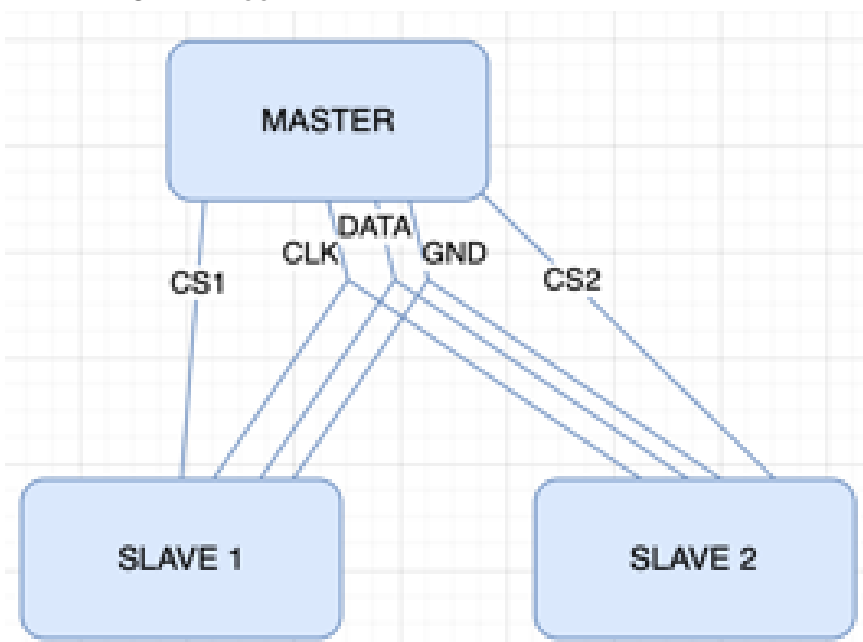 MASTER
DATA
CLK
GND
CS1
CS2
SLAVE 1
SLAVE 2